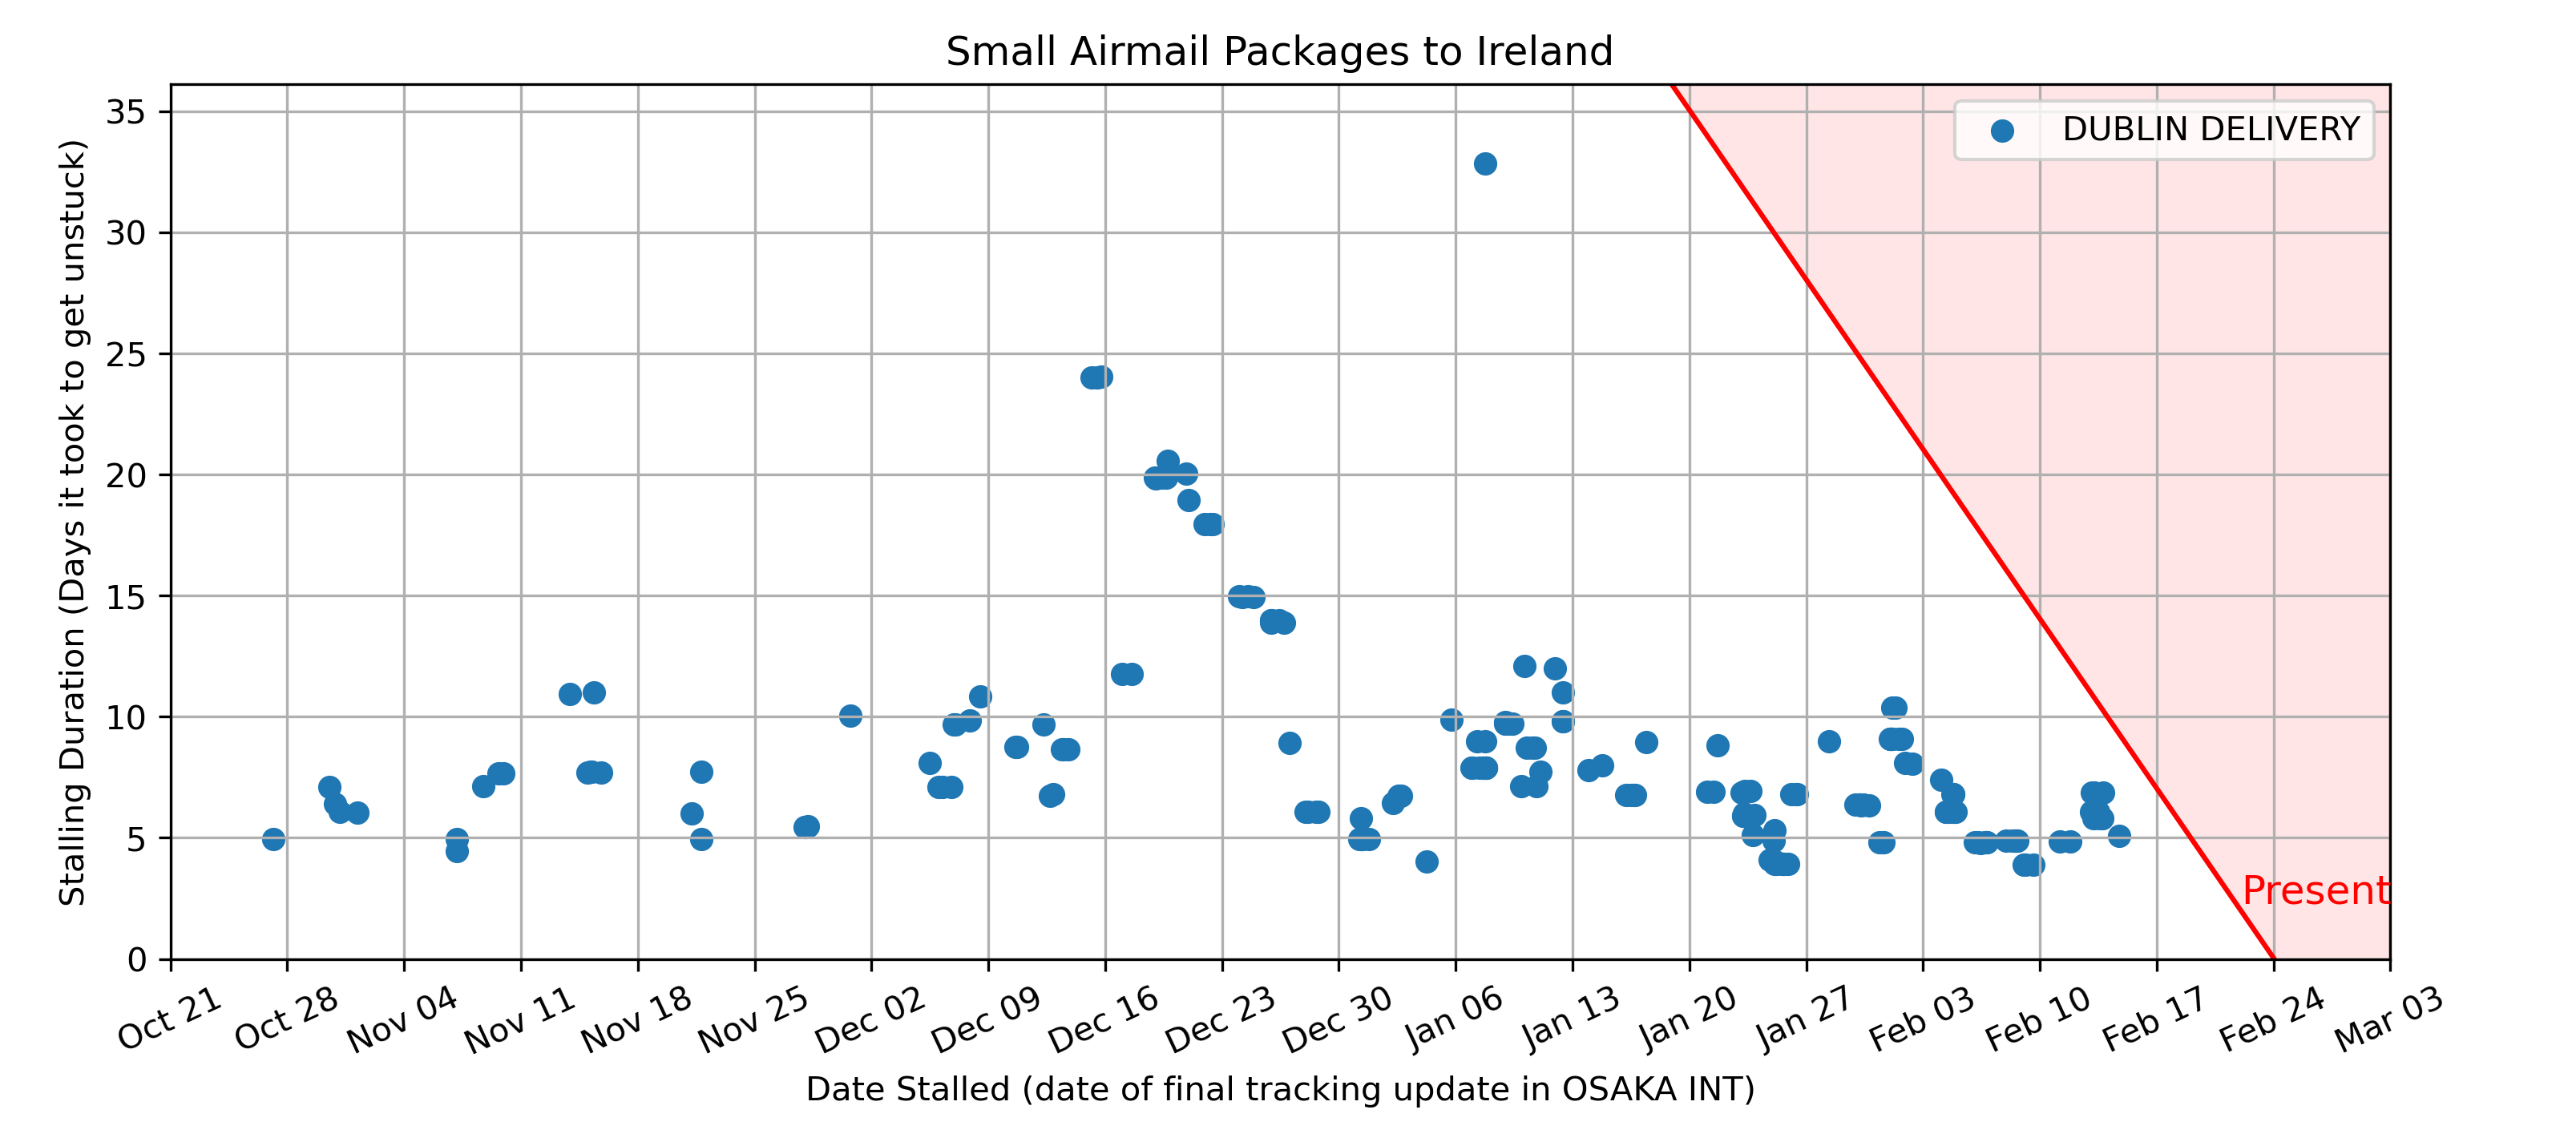 Small Airmail Packages to Ireland
DUBLIN DELIVERY
Stalling Duration (Days it took to get unstuck)
35
30
25
20
15
10
5
0
Present
Oct 21
Oct 28
Nov 04
Nov 11
Nov 18
Nov 25
Dec 02
Dec 09
Dec 16
Dec 23
Dec 30
Jan 06
Jan 13
Jan 20
Jan 27
Feb 03
Feb 10
Feb 17
Feb 24
Mar 03
Date Stalled (date of final tracking update in OSAKA INT)